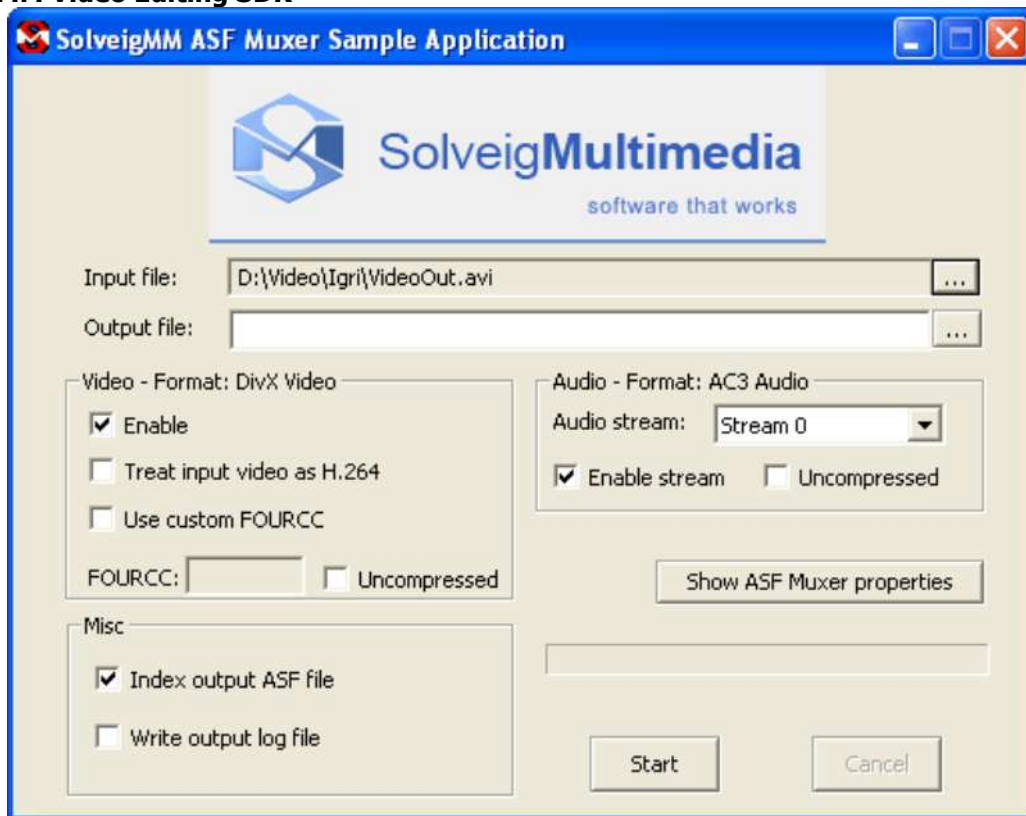 SolveigMM ASF Muxer Sample Application
SolveigMultimedia
software that works
Input file: D:\Video\Igri\VideoOut.avi ...
Output file: ...
Video - Format: DivX Video
Enable
Treat input video as H.264
Use custom FOURCC
FOURCC: Uncompressed
Audio - Format: AC3 Audio
Audio stream: Stream 0
Enable stream Uncompressed
Show ASF Muxer properties
Misc
Index output ASF file
Write output log file
Start Cancel